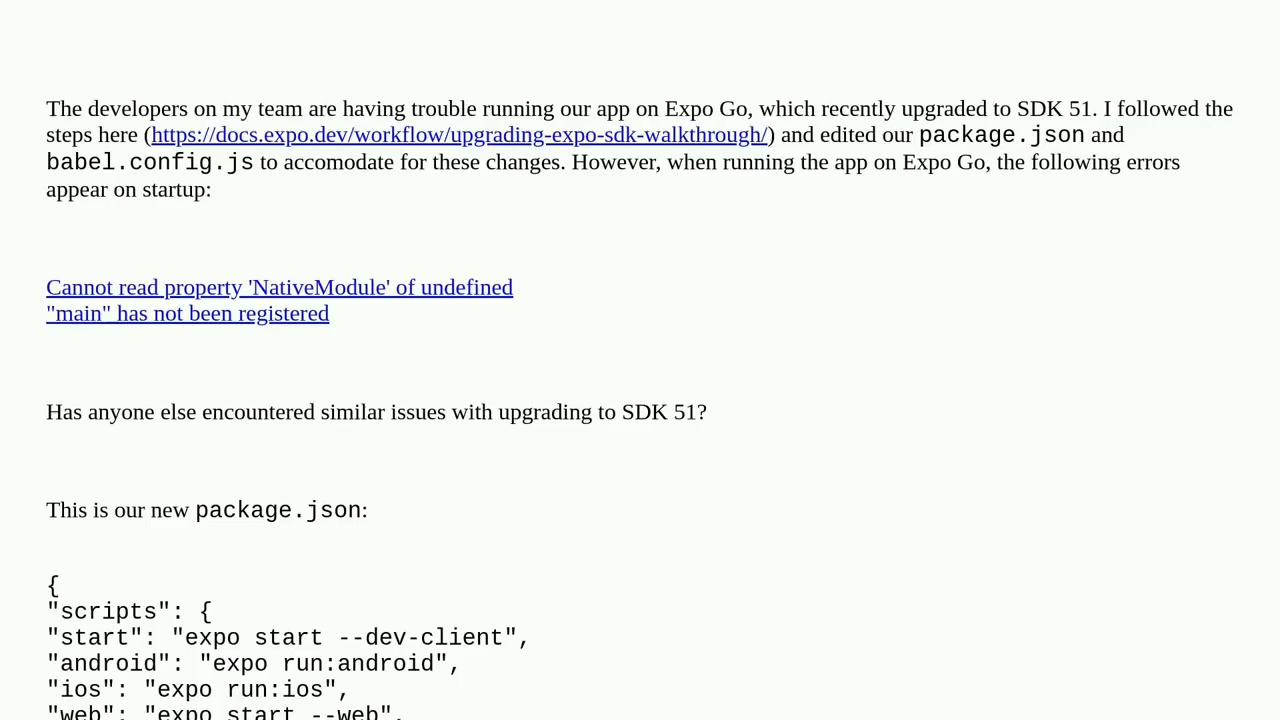 The developers on my team are having trouble running our app on Expo Go, which recently upgraded to SDK 51. I followed the
steps here (https://docs.expo.dev/workflow/upgrading-expo-sdk-walkthrough/) and edited our package.json and
babel.config.js to accomodate for these changes. However, when running the app on Expo Go, the following errors
appear on startup:
Cannot read property 'NativeModule' of undefined
"main" has not been registered
Has anyone else encountered similar issues with upgrading to SDK 51?
This is our new package.json:
{
"scripts": {
"start": "expo start --dev-client",
"android": "expo run:android",
"ios": "expo run:ios",
"web": "expo start --web",